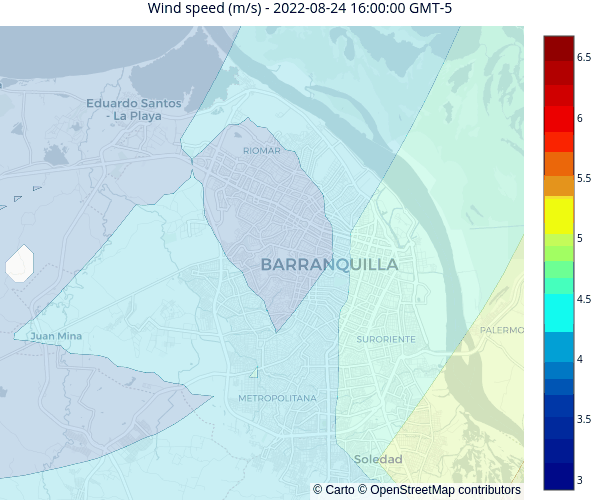 Wind speed (m/s) - 2022-08-24 16:00:00 GMT-5
6.5
6
5.5
5
4.5
4
3.5
3
Eduardo Santos
- La Playa
RIOMAR
BARRANQUILLA
Juan Mina
SURORIENTE
PALERMO
METROPOLITANA
Soledad
© Carto © OpenStreetMap contributors